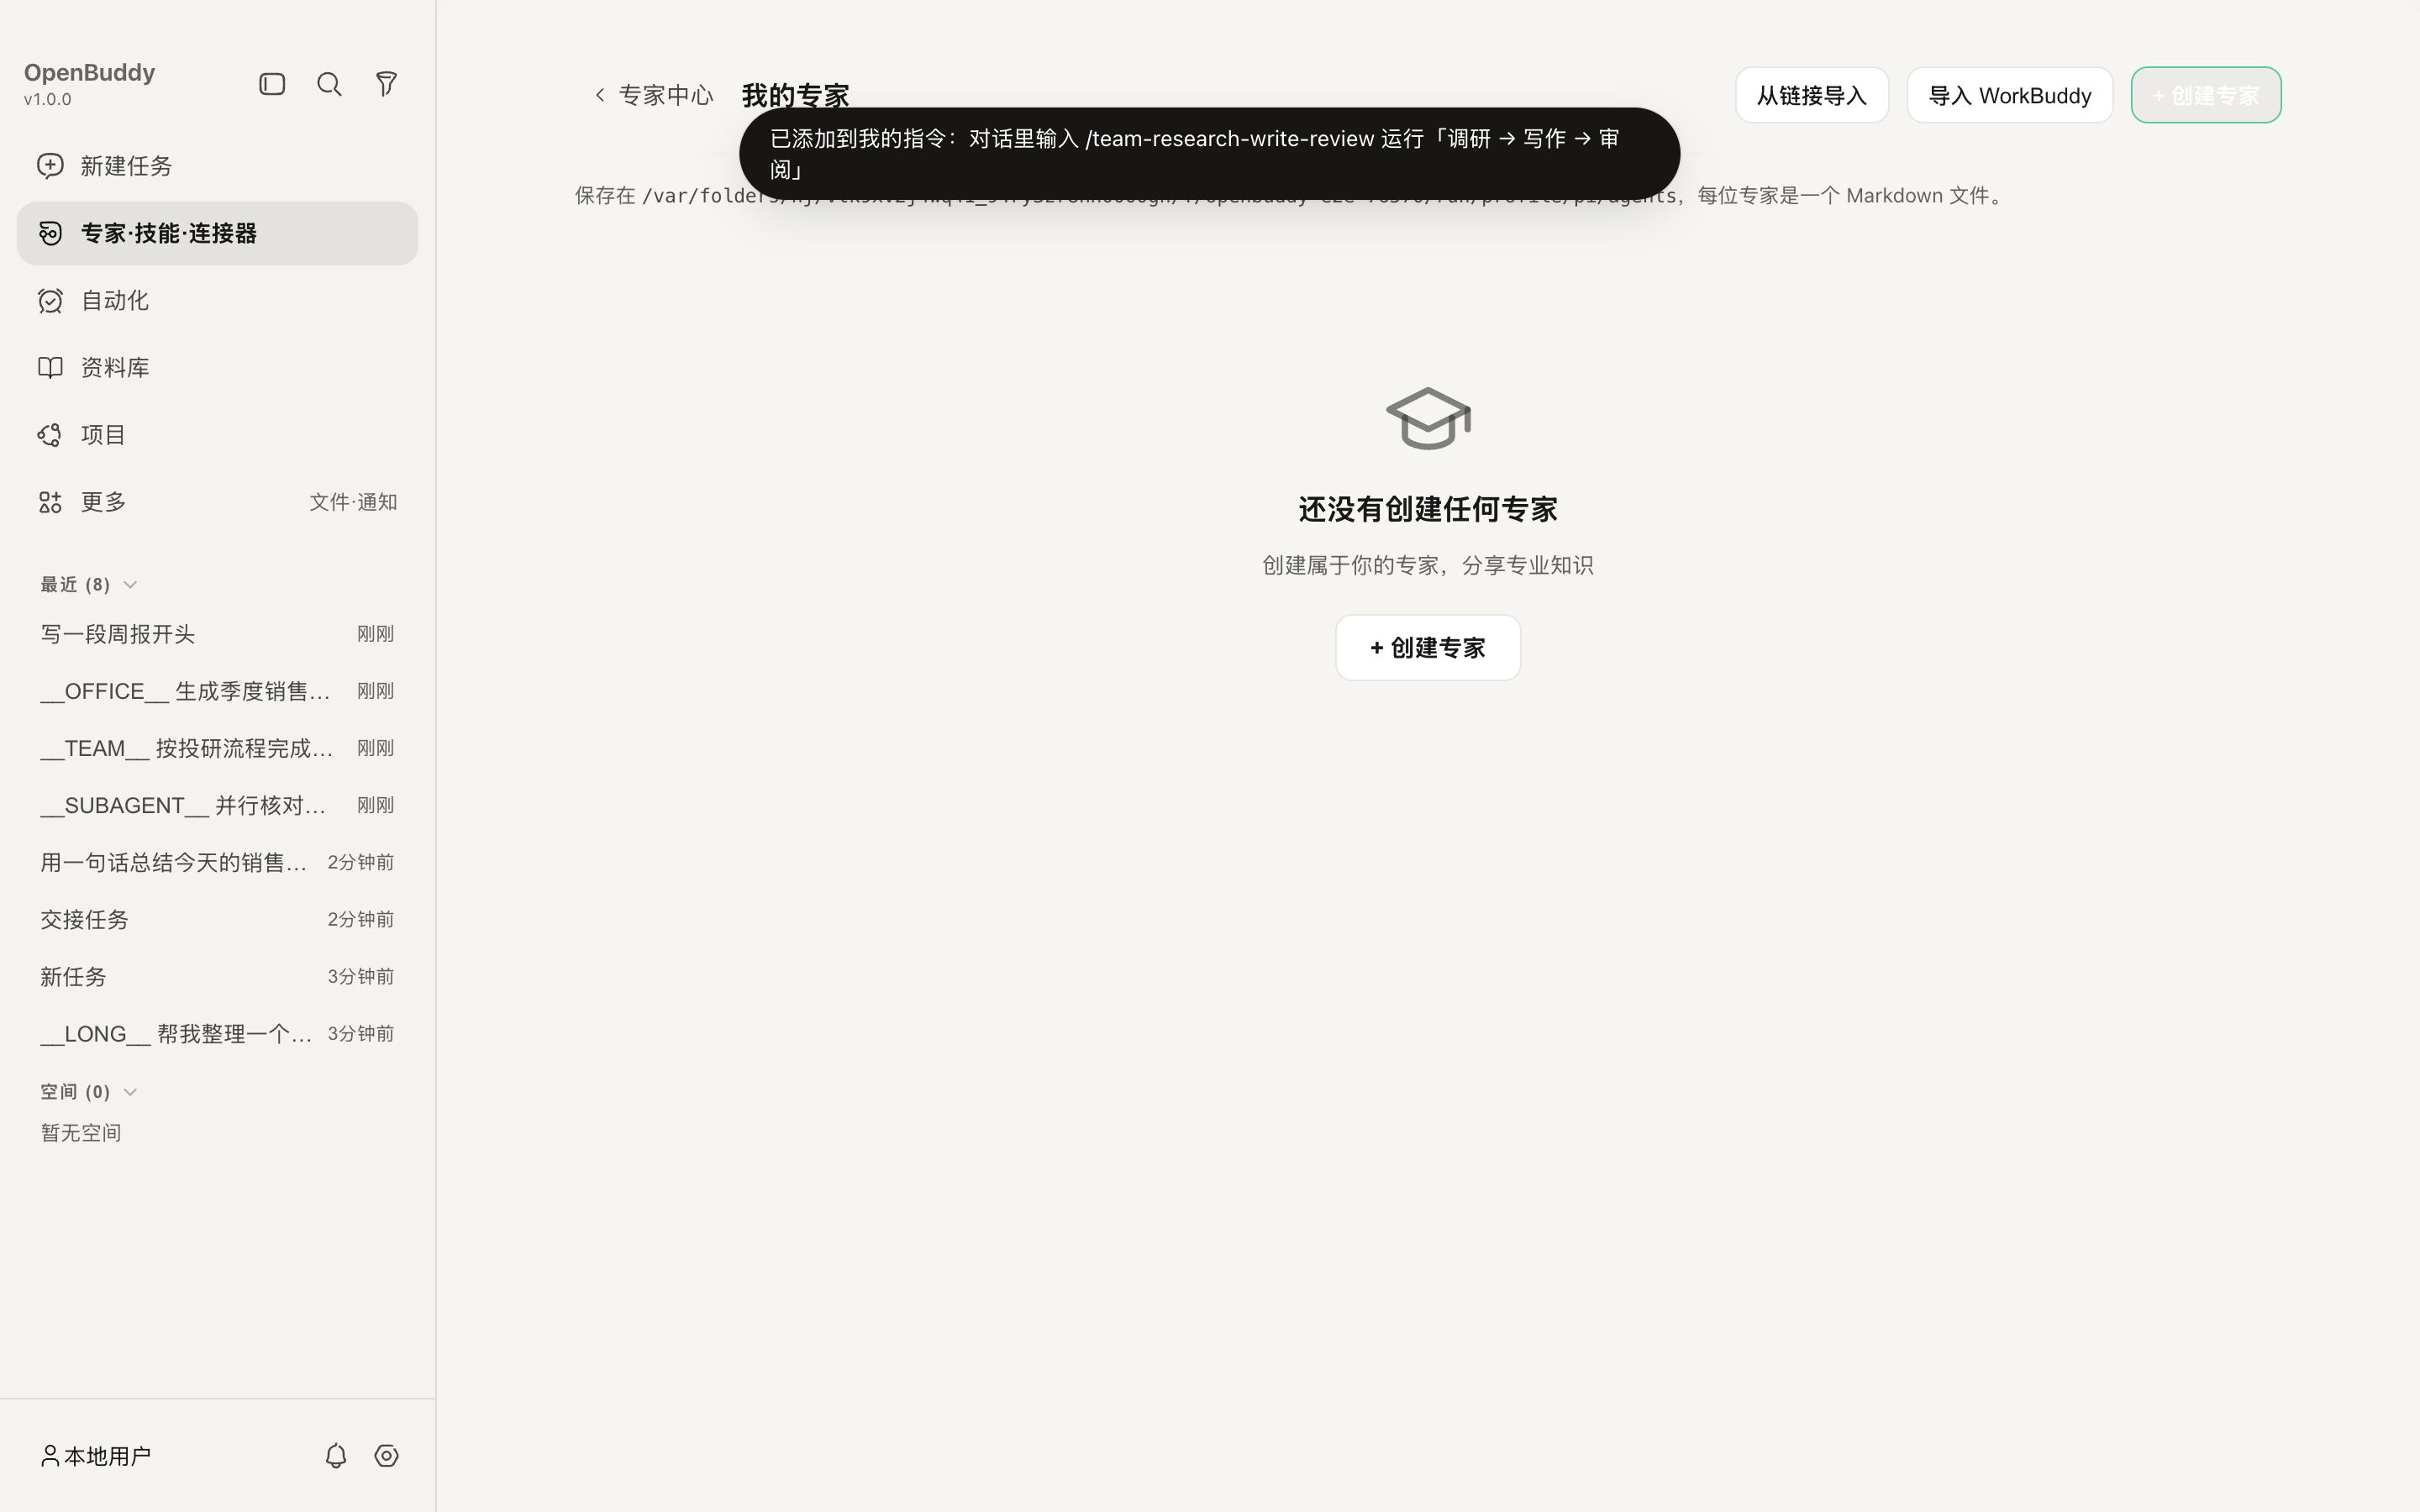 OpenBuddy
v1.0.0
新建任务
专家·技能·连接器
自动化
资料库
项目
更多 文件·通知
最近 (8)
写一段周报开头 刚刚
__OFFICE__ 生成季度销售… 刚刚
__TEAM__ 按投研流程完成… 刚刚
__SUBAGENT__ 并行核对… 刚刚
用一句话总结今天的销售… 2分钟前
交接任务 2分钟前
新任务 3分钟前
__LONG__ 帮我整理一个… 3分钟前
空间 (0)
暂无空间
本地用户
专家中心 我的专家
从链接导入 导入 WorkBuddy + 创建专家
已添加到我的指令：对话里输入 /team-research-write-review 运行「调研 → 写作 → 审
阅」
保存在 /var/folders/ 每位专家是一个 Markdown 文件。
还没有创建任何专家
创建属于你的专家，分享专业知识
+ 创建专家